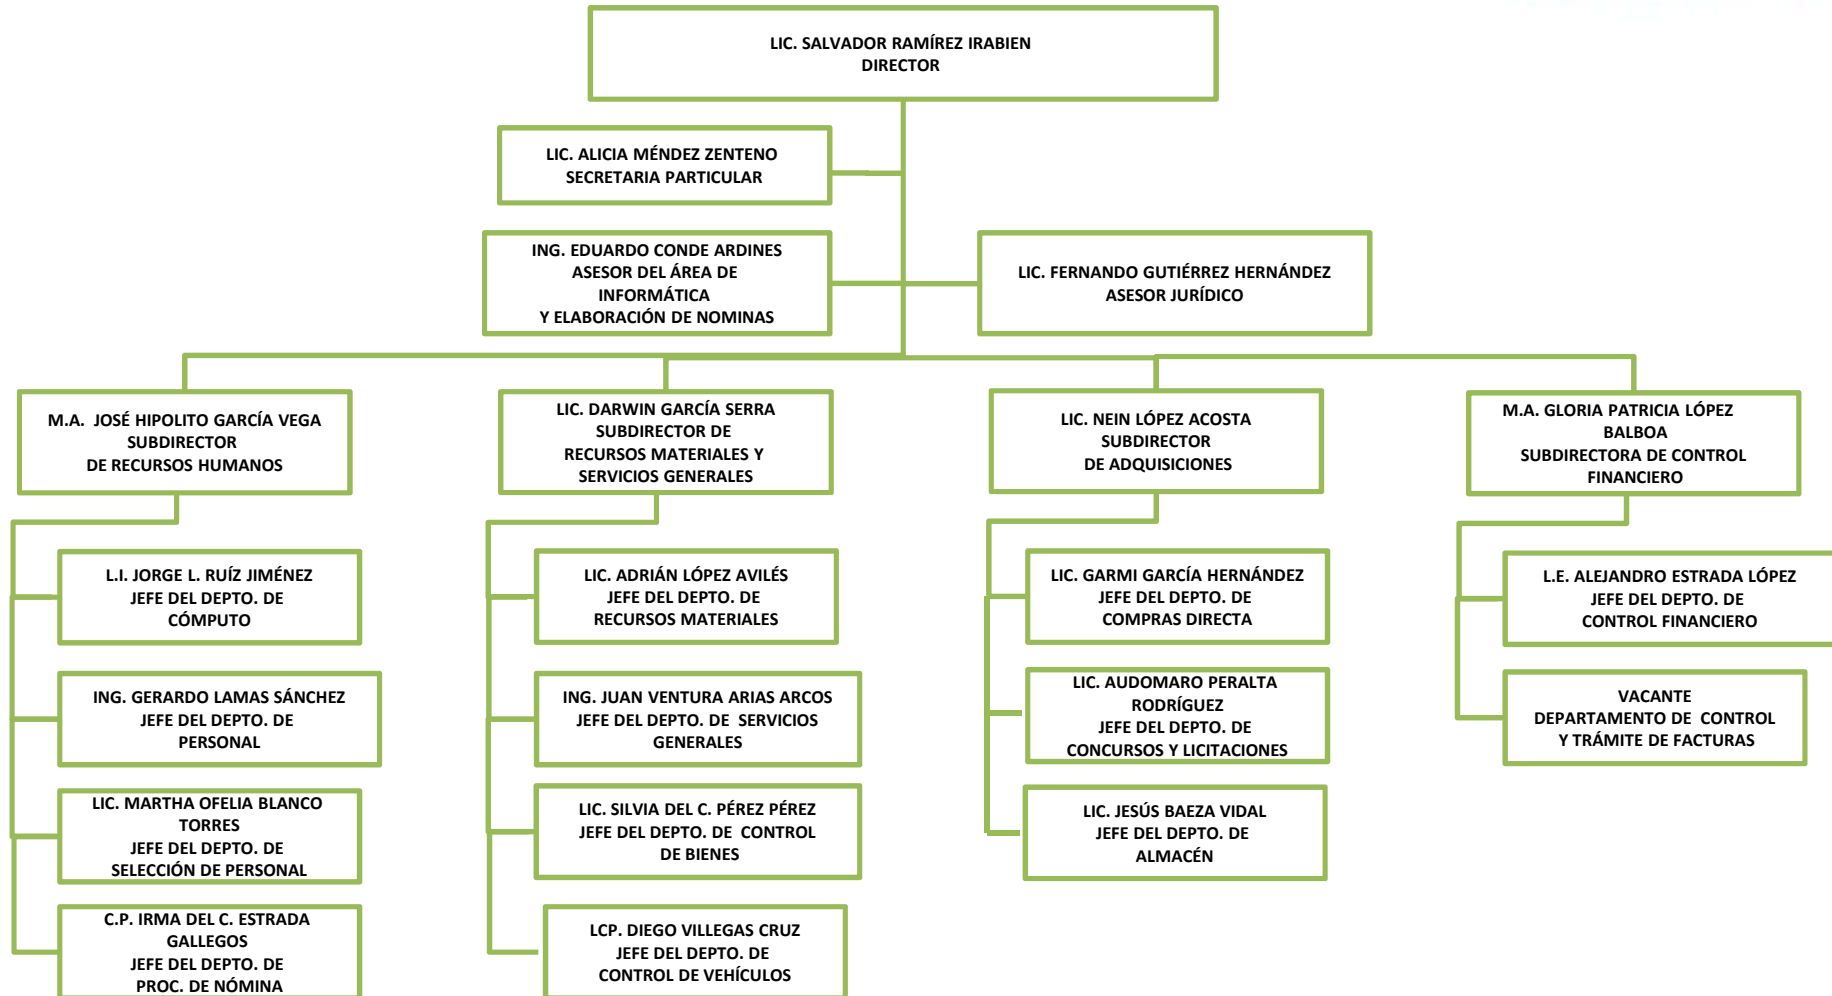 LIC. SALVADOR RAMÍREZ IRABIEN
DIRECTOR
LIC. ALICIA MÉNDEZ ZENTENO
SECRETARIA PARTICULAR
ING. EDUARDO CONDE ARDINES
ASESOR DEL ÁREA DE
INFORMÁTICA
Y ELABORACIÓN DE NOMINAS
LIC. FERNANDO GUTIÉRREZ HERNÁNDEZ
ASESOR JURÍDICO
M.A. JOSÉ HIPOLITO GARCÍA VEGA
SUBDIRECTOR
DE RECURSOS HUMANOS
L.I. JORGE L. RUÍZ JIMÉNEZ
JEFE DEL DEPTO. DE
CÓMPUTO
ING. GERARDO LAMAS SÁNCHEZ
JEFE DEL DEPTO. DE
PERSONAL
LIC. MARTHA OFELIA BLANCO
TORRES
JEFE DEL DEPTO. DE
SELECCIÓN DE PERSONAL
C.P. IRMA DEL C. ESTRADA
GALLEGOS
JEFE DEL DEPTO. DE
PROC. DE NÓMINA
LIC. DARWIN GARCÍA SERRA
SUBDIRECTOR DE
RECURSOS MATERIALES Y
SERVICIOS GENERALES
LIC. ADRIÁN LÓPEZ AVILÉS
JEFE DEL DEPTO. DE
RECURSOS MATERIALES
ING. JUAN VENTURA ARIAS ARCOS
JEFE DEL DEPTO. DE SERVICIOS
GENERALES
LIC. SILVIA DEL C. PÉREZ PÉREZ
JEFE DEL DEPTO. DE CONTROL
DE BIENES
LCP. DIEGO VILLEGAS CRUZ
JEFE DEL DEPTO. DE
CONTROL DE VEHÍCULOS
LIC. NEIN LÓPEZ ACOSTA
SUBDIRECTOR
DE ADQUISICIONES
LIC. GARMI GARCÍA HERNÁNDEZ
JEFE DEL DEPTO. DE
COMPRAS DIRECTA
LIC. AUDOMARO PERALTA
RODRÍGUEZ
JEFE DEL DEPTO. DE
CONCURSOS Y LICITACIONES
LIC. JESÚS BAEZA VIDAL
JEFE DEL DEPTO. DE
ALMACÉN
M.A. GLORIA PATRICIA LÓPEZ
BALBOA
SUBDIRECTORA DE CONTROL
FINANCIERO
L.E. ALEJANDRO ESTRADA LÓPEZ
JEFE DEL DEPTO. DE
CONTROL FINANCIERO
VACANTE
DEPARTAMENTO DE CONTROL
Y TRÁMITE DE FACTURAS